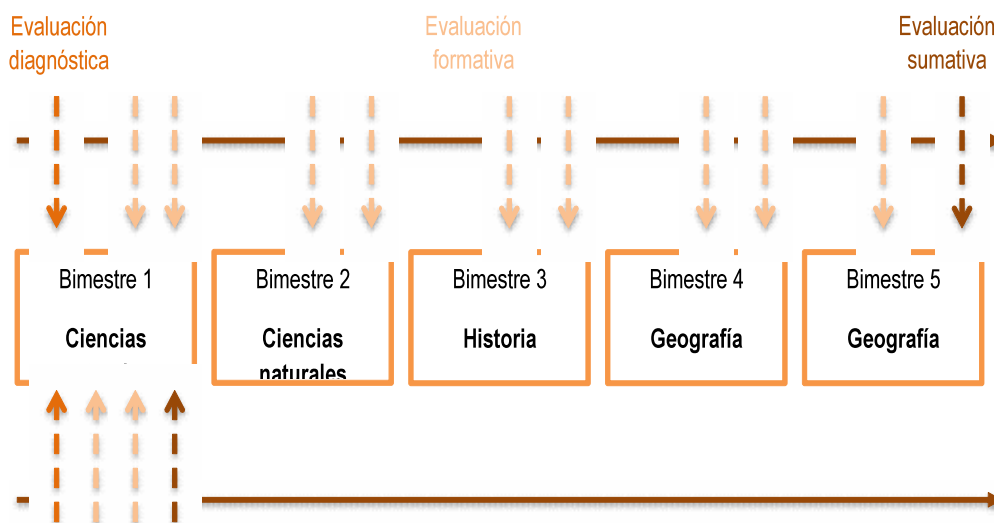 Evaluación
diagnóstica
Evaluación
formativa
Evaluación
sumativa
Bimestre 1
Ciencias
Bimestre 2
Ciencias
naturales
Bimestre 3
Historia
Bimestre 4
Geografía
Bimestre 5
Geografía